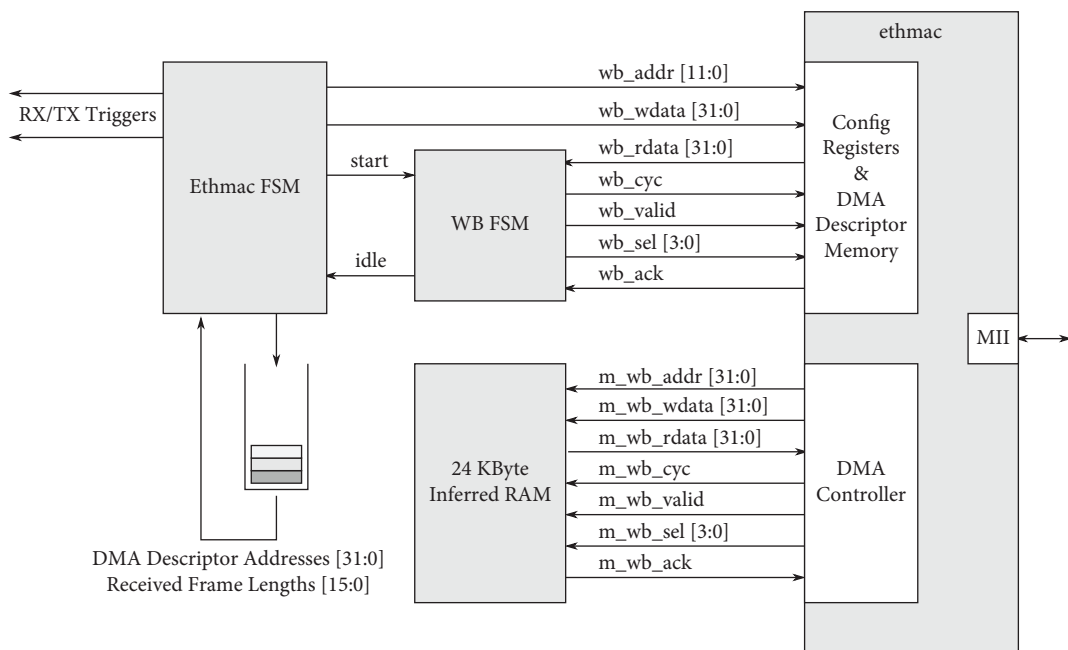 ethmac
RX/TX Triggers
Ethmac FSM
wb_addr [11:0]
wb_wdata [31:0]
start
wb_rdata [31:0]
wb_cyc
wb_valid
wb_sel [3:0]
wb_ack
idle
WB FSM
Config
Registers
&
DMA
Descriptor
Memory
MII
m_wb_addr [31:0]
m_wb_wdata [31:0]
m_wb_rdata [31:0]
m_wb_cyc
m_wb_valid
m_wb_sel [3:0]
m_wb_ack
24 KByte
Inferred RAM
DMA
Controller
DMA Descriptor Addresses [31:0]
Received Frame Lengths [15:0]